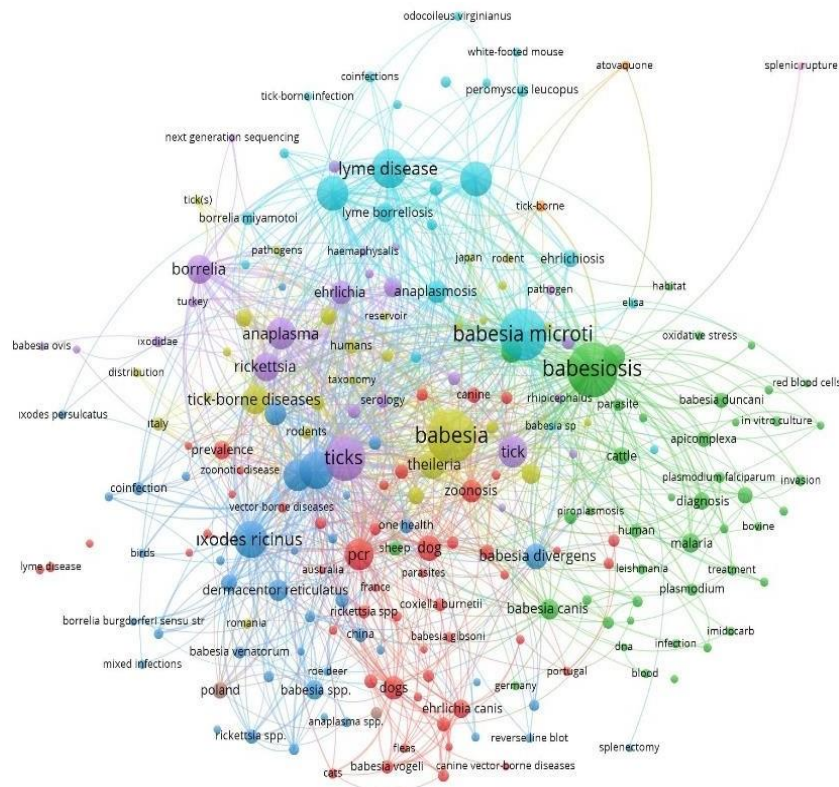 odocoileus virginianus
white-footed mouse
coinfections
atovaquone
splenic rupture
tick-borne infection
peromyscus leucopus
next generation sequencing
lyme disease
tick(s)
lyme borrellosis
tick-borne
borrelia miyamotoi
pathogens
haemaphysalis
japan
rodent
ehrlichiosis
borrelia
ehrlichia
anaplasmosis
pathogen
habitat
turkey
reservoir
elisa
anaplasma
babesia microti
oxidative stress
babesia ovis
ixodidae
humans
rickettsia
babesiosis
distribution
taxonomy
red blood cells
tick-borne diseases
serology
canine
rhipicephalus
parasite
babesia duncani
ixodes persulcatus
italy
rodents
babesia
babesia sp
in vitro culture
apicomplexa
prevalence
ticks
tick
cattle
zoonotic disease
theileria
plasmodium falciparum
invasion
coinfection
zoonosis
diagnosis
vector borne diseases
piroplasmosis
one health
human
bovine
ixodes ricinus
sheep
dog
malaria
birds
pcr
babesia divergens
lyme disease
australia
parasites
leishmania
treatment
dermacentor reticulatus
france
plasmodium
rickettsia spp
coxiella burnetii
babesia canis
borrelia burgdorferi sensu str
romania
china
babesia gibsoni
dna
infection
imidocarb
mixed infections
babesia venatorum
roe deer
portugal
blood
poland
babesia spp.
dogs
germany
ehrlichia canis
rickettsia spp.
anaplasma spp.
reverse line blot
fleas
splenectomy
cats
babesia vogeli
canine vector-borne diseases